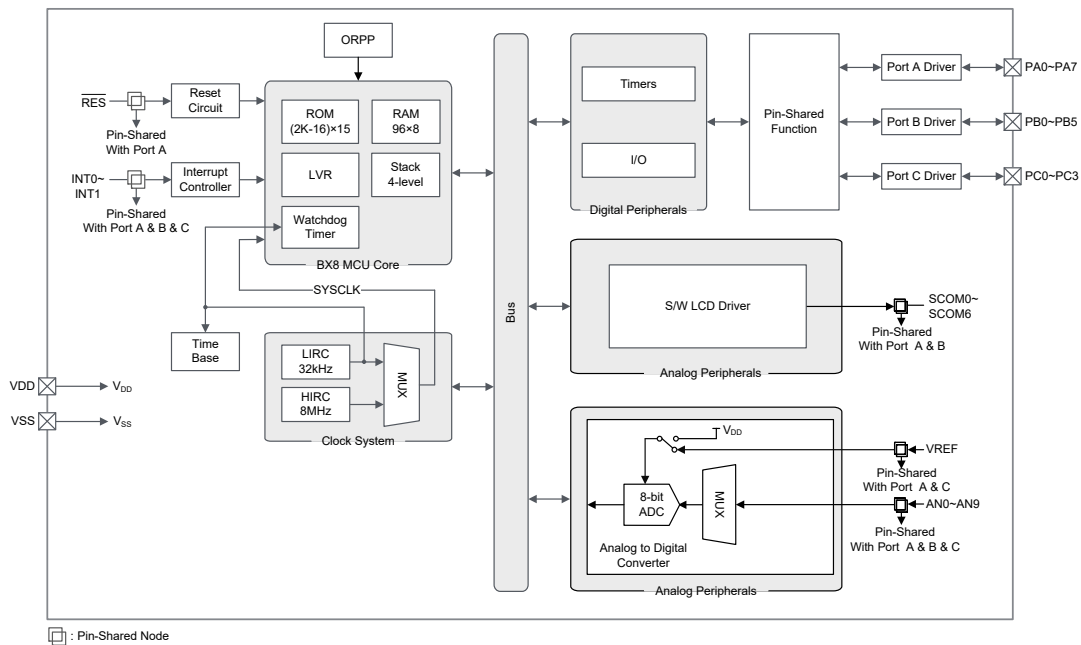 ORPP
RES
Reset
Circuit
Pin-Shared
With Port A
INT0~
INT1
Interrupt
Controller
Pin-Shared
With Port A & B & C
ROM
(2K-16)×15
RAM
96×8
LVR
Stack
4-level
Watchdog
Timer
BX8 MCU Core
SYSCLK
Time
Base
LIRC
32kHz
HIRC
8MHz
MUX
Clock System
VDD
VDD
VSS
VSS
Bus
Timers
I/O
Digital Peripherals
Pin-Shared
Function
Port A Driver
PA0~PA7
Port B Driver
PB0~PB5
Port C Driver
PC0~PC3
S/W LCD Driver
Analog Peripherals
SCOM0~
SCOM6
Pin-Shared
With Port A & B
VDD
VREF
Pin-Shared
With Port A & C
8-bit
ADC
MUX
AN0~AN9
Pin-Shared
With Port A & B & C
Analog to Digital
Converter
Analog Peripherals
: Pin-Shared Node